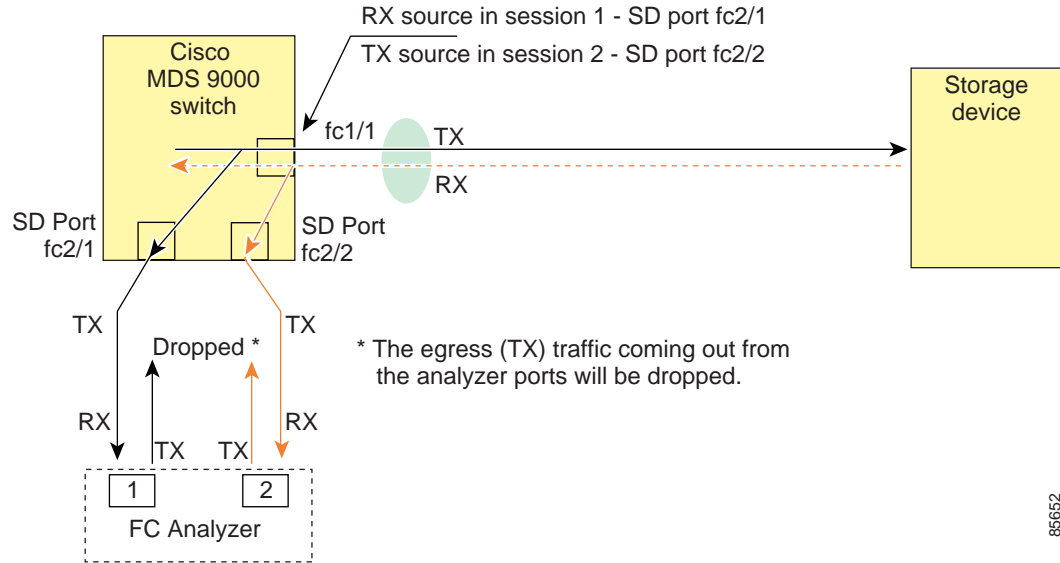 RX source in session 1 - SD port fc2/1
TX source in session 2 - SD port fc2/2
Cisco
MDS 9000
switch
Storage
device
fc1/1
TX
RX
SD Port
fc2/1
SD Port
fc2/2
TX
TX
Dropped *
* The egress (TX) traffic coming out from
the analyzer ports will be dropped.
RX
TX
TX
RX
1
2
FC Analyzer
85652